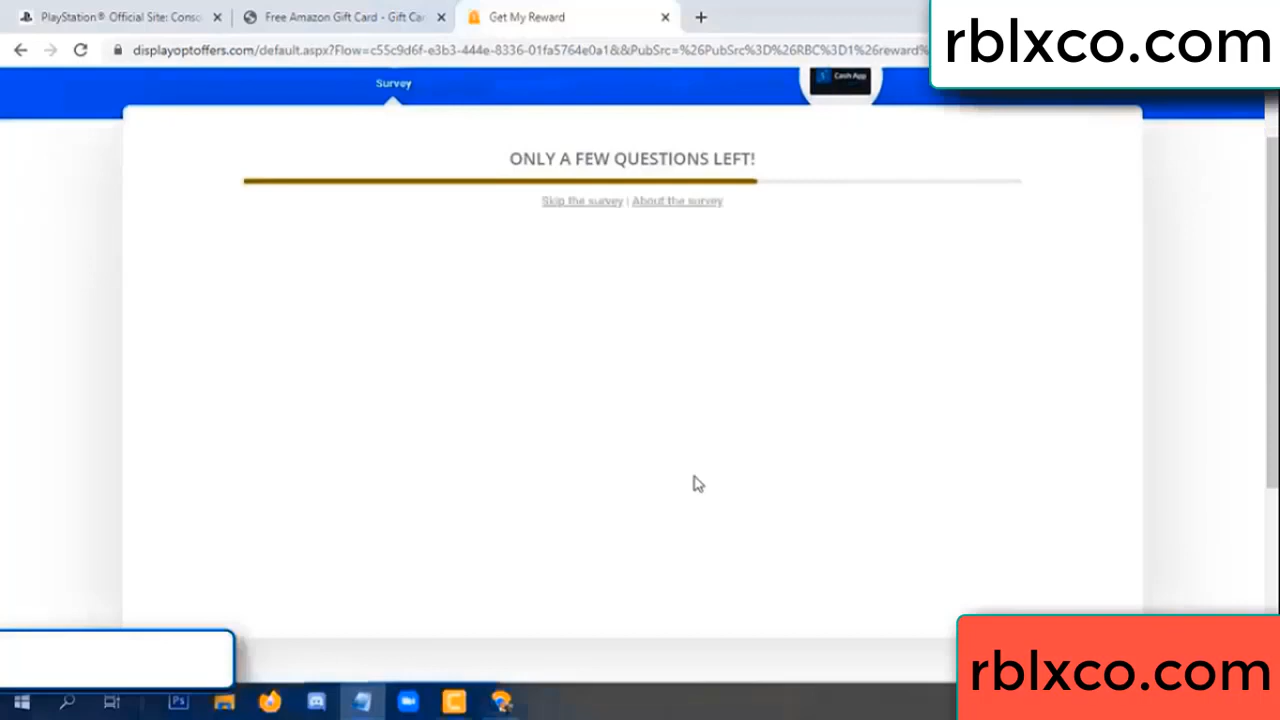 PlayStation® Official Site: Conso
Free Amazon Gift Card - Gift Car
Get My Reward
rblxco.com
displayoptoffers.com/default.aspx?Flow=c55c9d6f-e3b3-444e-8336-01fa5764e0a1&&PubSrc=%26PubSrc%3D%26RBC%3D1%26reward%
Survey
Cash App
ONLY A FEW QUESTIONS LEFT!
Skip the survey | About the survey
rblxco.com
Ps